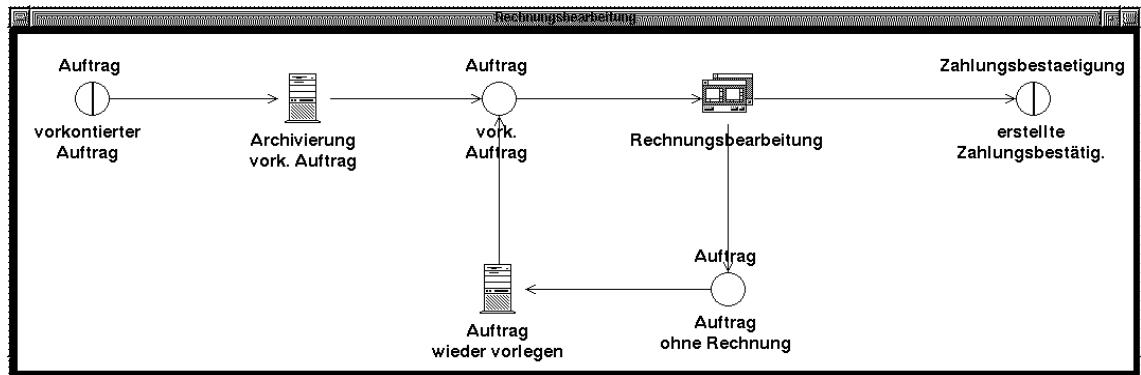 Rechnungsbearbeitung
Auftrag
vorkontierter
Auftrag
Archivierung
vork. Auftrag
Auftrag
vork.
Auftrag
Rechnungsbearbeitung
Zahlungsbestaetigung
erstellte
Zahlungsbestätig.
Auftrag
Auftrag
ohne Rechnung
Auftrag
wieder vorlegen